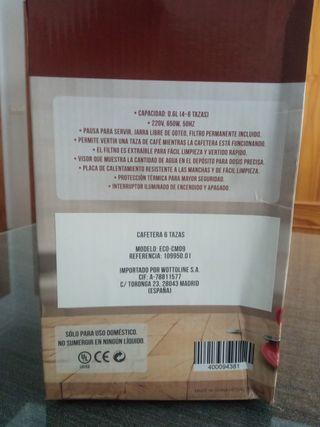 • CAPACIDAD: 0.6L (4-6 TAZAS)
• 220V, 650W, 50HZ
• PAUSA PARA SERVIR, JARRA LIBRE DE GOTEO, FILTRO PERMANENTE INCLUIDO.
• PERMITE VERTIR UNA TAZA DE CAFÉ MIENTRAS LA CAFETERA ESTÁ FUNCIONANDO.
• EL FILTRO ES EXTRAÍBLE PARA FÁCIL LIMPIEZA Y VERTIDO RÁPIDO.
• VISOR QUE MUESTRA LA CANTIDAD DE AGUA EN EL DEPÓSITO PARA DOSIS PRECISA.
• PLACA DE CALENTAMIENTO RESISTENTE A LAS MANCHAS Y DE FÁCIL LIMPIEZA.
• PROTECCIÓN TÉRMICA PARA MAYOR SEGURIDAD.
• INTERRUPTOR ILUMINADO DE ENCENDIDO Y APAGADO.
CAFETERA 6 TAZAS
MODELO: ECO-CM09
REFERENCIA: 109950.01
IMPORTADO POR WOTTOLINE S.A.
CIF: A-78811577
C/ TORONGA 23, 28043 MADRID
(ESPAÑA)
SÓLO PARA USO DOMÉSTICO.
NO SUMERGIR EN NINGÚN LÍQUIDO.
UL
CE
400094381